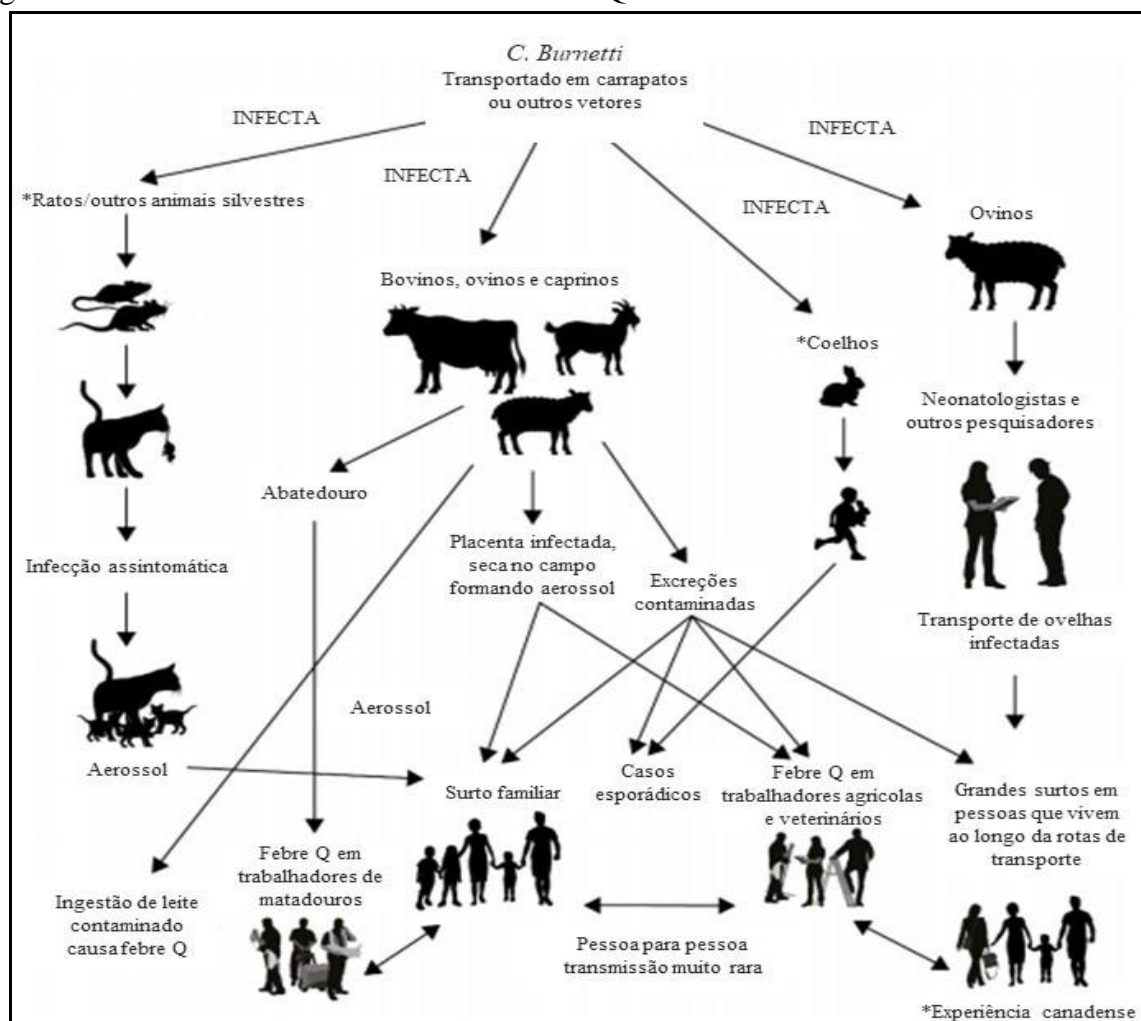 C. Burnetti
Transportado em carrapatos
ou outros vetores
INFECTA
INFECTA
INFECTA
INFECTA
*Ratos/outros animais silvestres
Ovinos
Bovinos, ovinos e caprinos
*Coelhos
Neonatologistas e
outros pesquisadores
Abatedouro
Placenta infectada,
seca no campo
formando aerossol
Infecção assintomática
Excreções
contaminadas
Transporte de ovelhas
infectadas
Aerossol
Aerossol
Surto familiar
Casos
esporádicos
Febre Q em
trabalhadores agrícolas
e veterinários
Grandes surtos em
pessoas que vivem
ao longo da rotas de
transporte
Febre Q em
trabalhadores de
matadouros
Ingestão de leite
contaminado
causa febre Q
Pessoa para pessoa
transmissão muito rara
*Experiência canadense